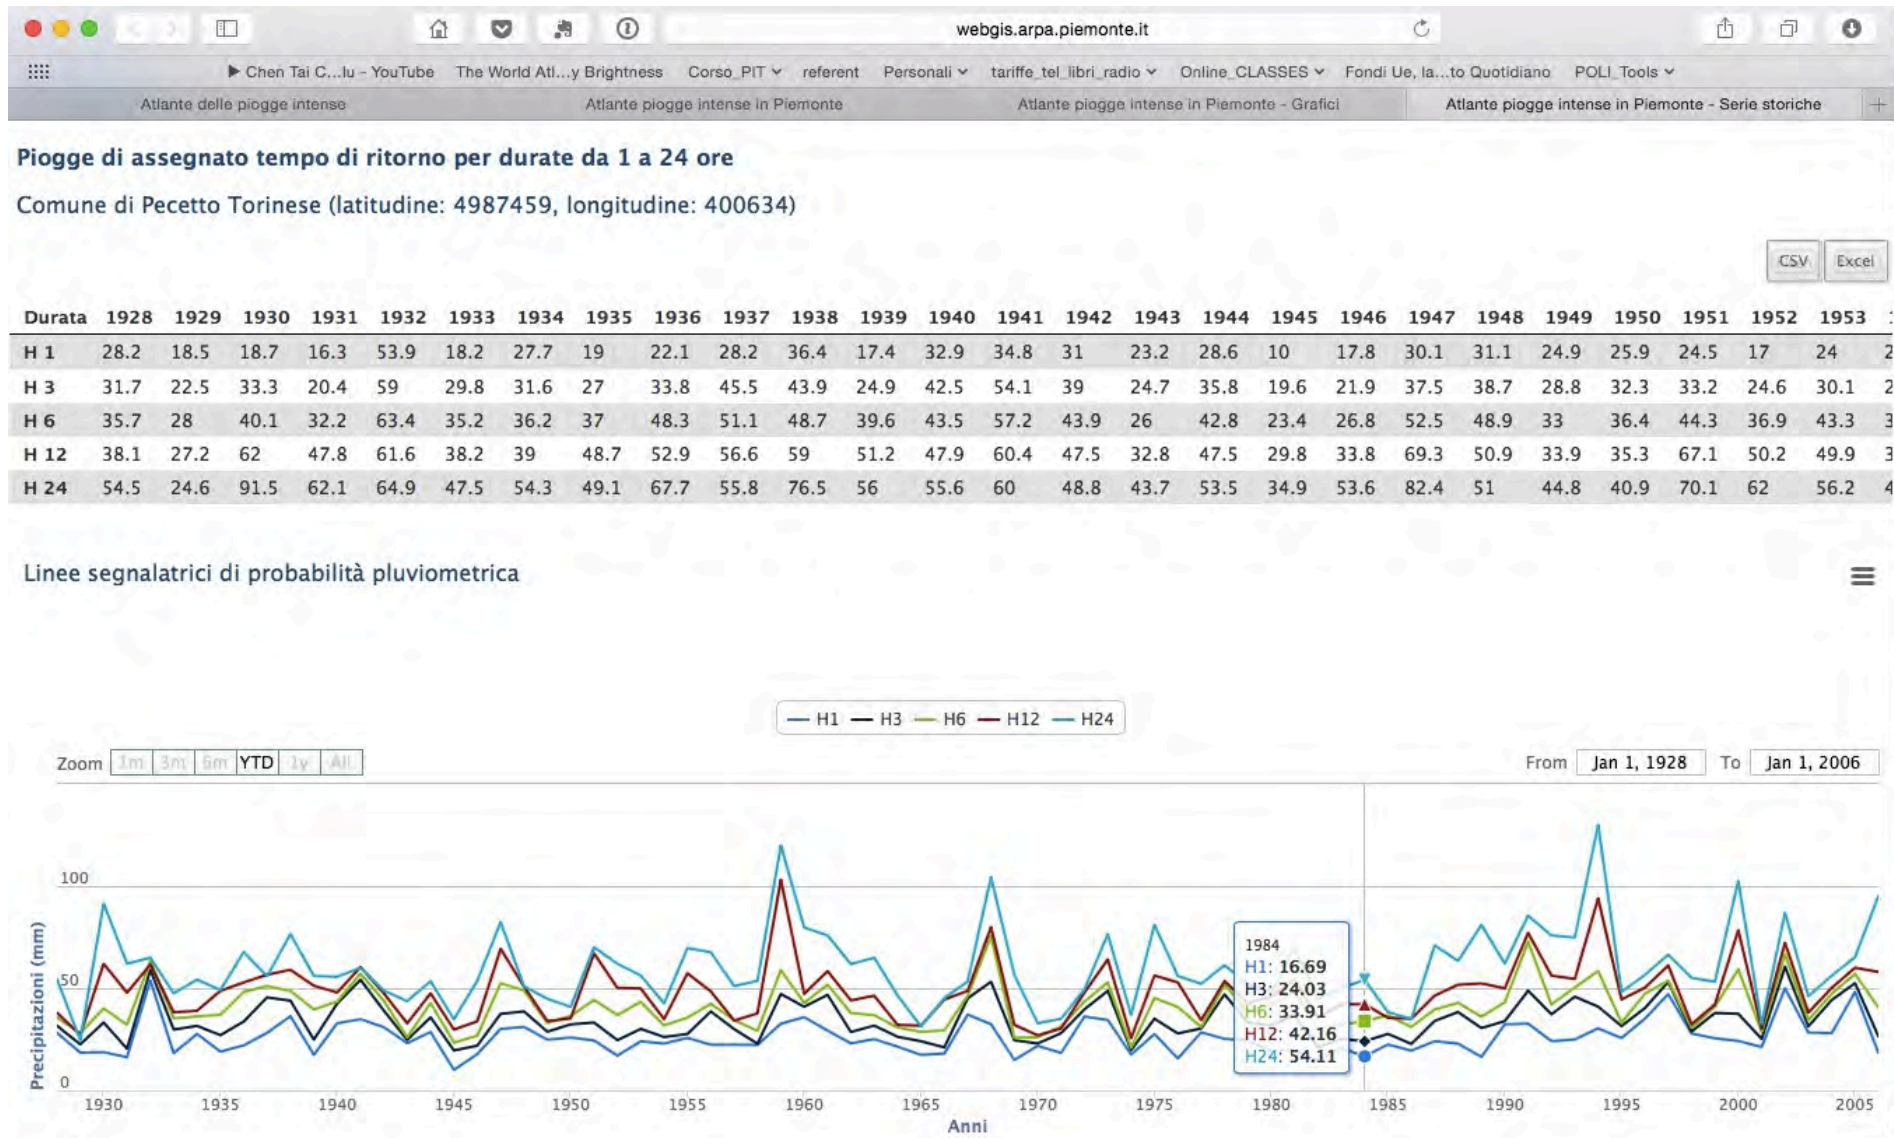 webgis.arpa.piemonte.it
▶ Chen Tai C...lu - YouTube The World Atl...y Brightness Corso_PIT referent Personali tariffe_tel_libri_radio Online_CLASSES Fondi Ue, la...to Quotidiano POLI_Tools
Atlante delle piogge intense Atlante piogge intense in Piemonte Atlante piogge intense in Piemonte - Grafici Atlante piogge intense in Piemonte - Serie storiche +
Piogge di assegnato tempo di ritorno per durate da 1 a 24 ore
Comune di Pecetto Torinese (latitudine: 4987459, longitudine: 400634)
CSV Excel
Durata 1928 1929 1930 1931 1932 1933 1934 1935 1936 1937 1938 1939 1940 1941 1942 1943 1944 1945 1946 1947 1948 1949 1950 1951 1952 1953
H 1 28.2 18.5 18.7 16.3 53.9 18.2 27.7 19 22.1 28.2 36.4 17.4 32.9 34.8 31 23.2 28.6 10 17.8 30.1 31.1 24.9 25.9 24.5 17 24 2
H 3 31.7 22.5 33.3 20.4 59 29.8 31.6 27 33.8 45.5 43.9 24.9 42.5 54.1 39 24.7 35.8 19.6 21.9 37.5 38.7 28.8 32.3 33.2 24.6 30.1 2
H 6 35.7 28 40.1 32.2 63.4 35.2 36.2 37 48.3 51.1 48.7 39.6 43.5 57.2 43.9 26 42.8 23.4 26.8 52.5 48.9 33 36.4 44.3 36.9 43.3 3
H 12 38.1 27.2 62 47.8 61.6 38.2 39 48.7 52.9 56.6 59 51.2 47.9 60.4 47.5 32.8 47.5 29.8 33.8 69.3 50.9 33.9 35.3 67.1 50.2 49.9 3
H 24 54.5 24.6 91.5 62.1 64.9 47.5 54.3 49.1 67.7 55.8 76.5 56 55.6 60 48.8 43.7 53.5 34.9 53.6 82.4 51 44.8 40.9 70.1 62 56.2 4
Linee segnalatrici di probabilità pluviometrica
H1 H3 H6 H12 H24
Zoom 1m 3m 6m YTD 1y All From Jan 1, 1928 To Jan 1, 2006
100
50
0
Precipitazioni (mm)
1984
H1: 16.69
H3: 24.03
H6: 33.91
H12: 42.16
H24: 54.11
1930 1935 1940 1945 1950 1955 1960 1965 1970 1975 1980 1985 1990 1995 2000 2005
Anni